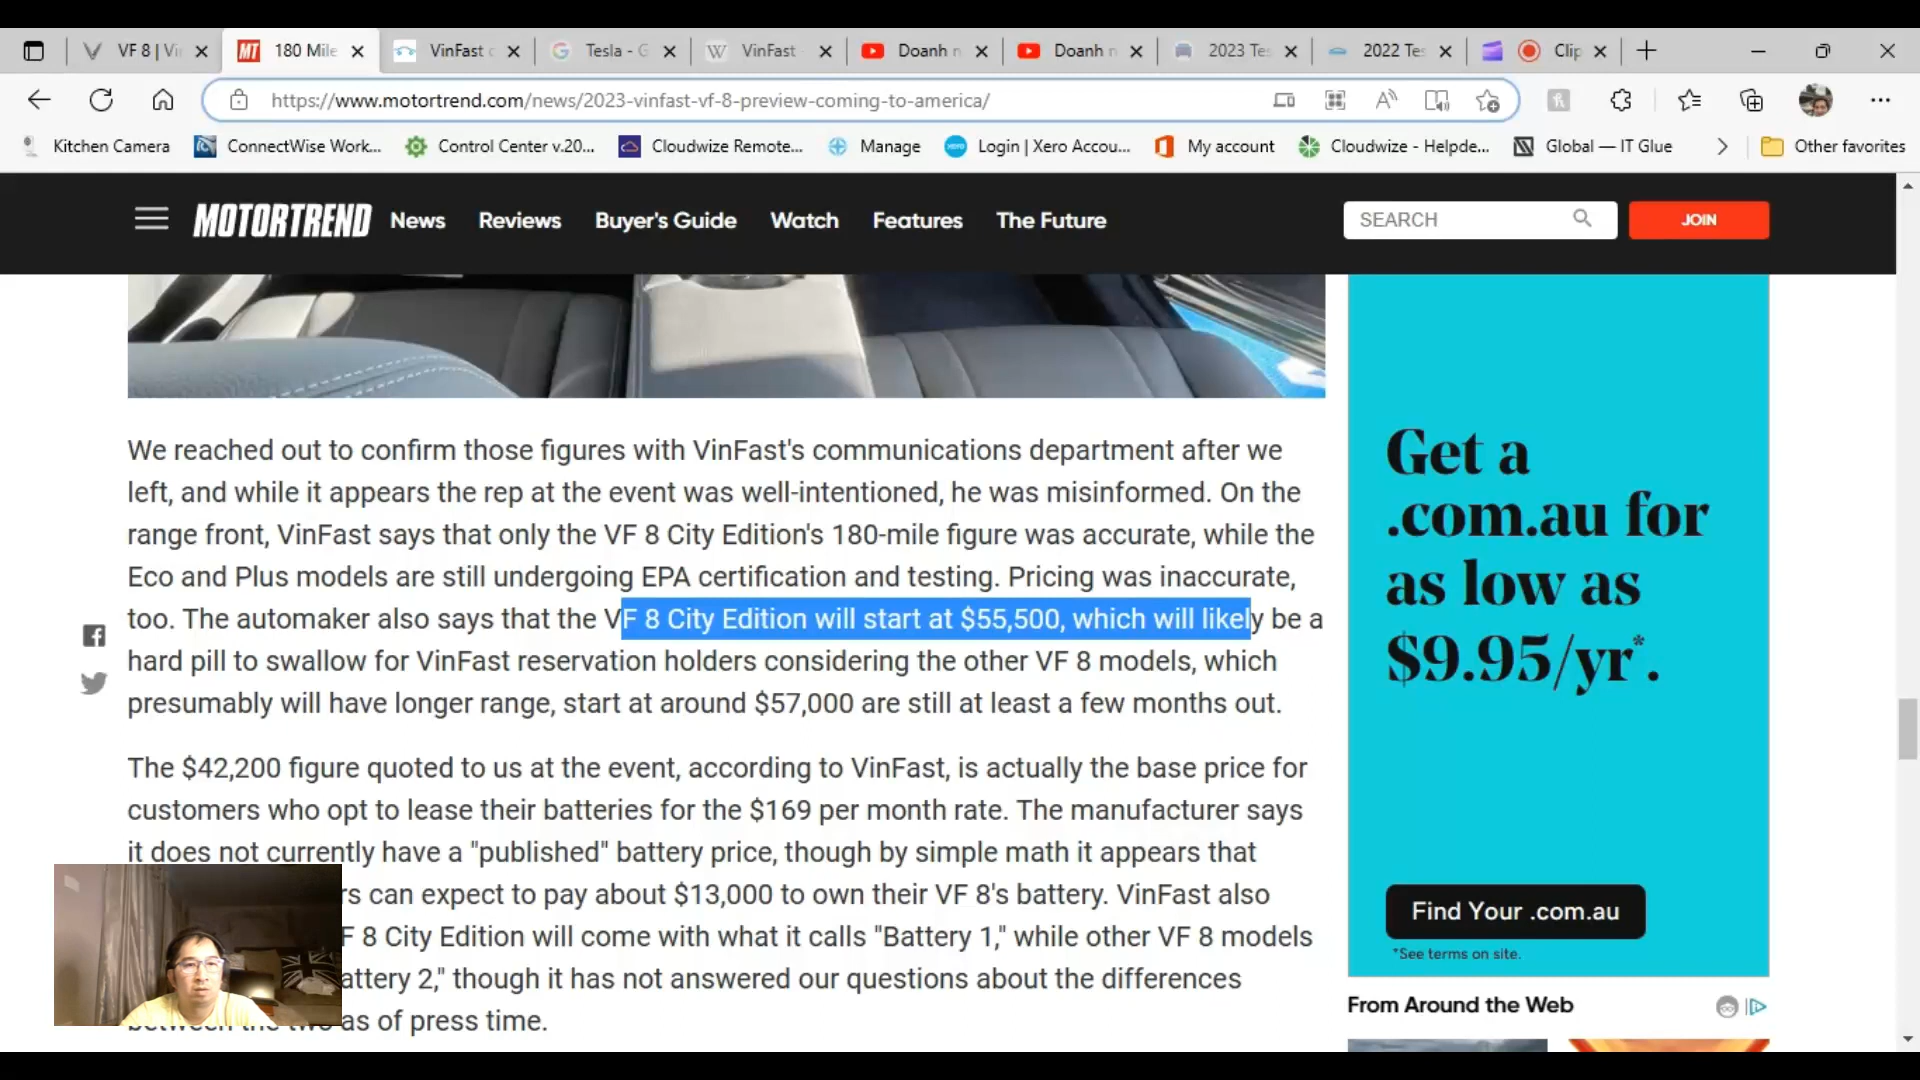 VF 8 | Vi
180 Mile
VinFast c
Tesla - G
VinFast
Doanh n
Doanh n
2023 Te
2022 Tes
Clip
https://www.motortrend.com/news/2023-vinfast-vf-8-preview-coming-to-america/
Kitchen Camera
ConnectWise Work...
Control Center v.20...
Cloudwize Remote...
Manage
Login | Xero Accou...
My account
Cloudwize - Helpde...
Global — IT Glue
Other favorites
MOTORTREND
News
Reviews
Buyer's Guide
Watch
Features
The Future
SEARCH
JOIN
We reached out to confirm those figures with VinFast's communications department after we
left, and while it appears the rep at the event was well-intentioned, he was misinformed. On the
range front, VinFast says that only the VF 8 City Edition's 180-mile figure was accurate, while the
Eco and Plus models are still undergoing EPA certification and testing. Pricing was inaccurate,
too. The automaker also says that the VF 8 City Edition will start at $55,500, which will likely be a
hard pill to swallow for VinFast reservation holders considering the other VF 8 models, which
presumably will have longer range, start at around $57,000 are still at least a few months out.
The $42,200 figure quoted to us at the event, according to VinFast, is actually the base price for
customers who opt to lease their batteries for the $169 per month rate. The manufacturer says
it does not currently have a "published" battery price, though by simple math it appears that
rs can expect to pay about $13,000 to own their VF 8's battery. VinFast also
F 8 City Edition will come with what it calls "Battery 1," while other VF 8 models
attery 2," though it has not answered our questions about the differences
between the two as of press time.
Get a
.com.au for
as low as
$9.95/yr*.
Find Your .com.au
*See terms on site.
From Around the Web